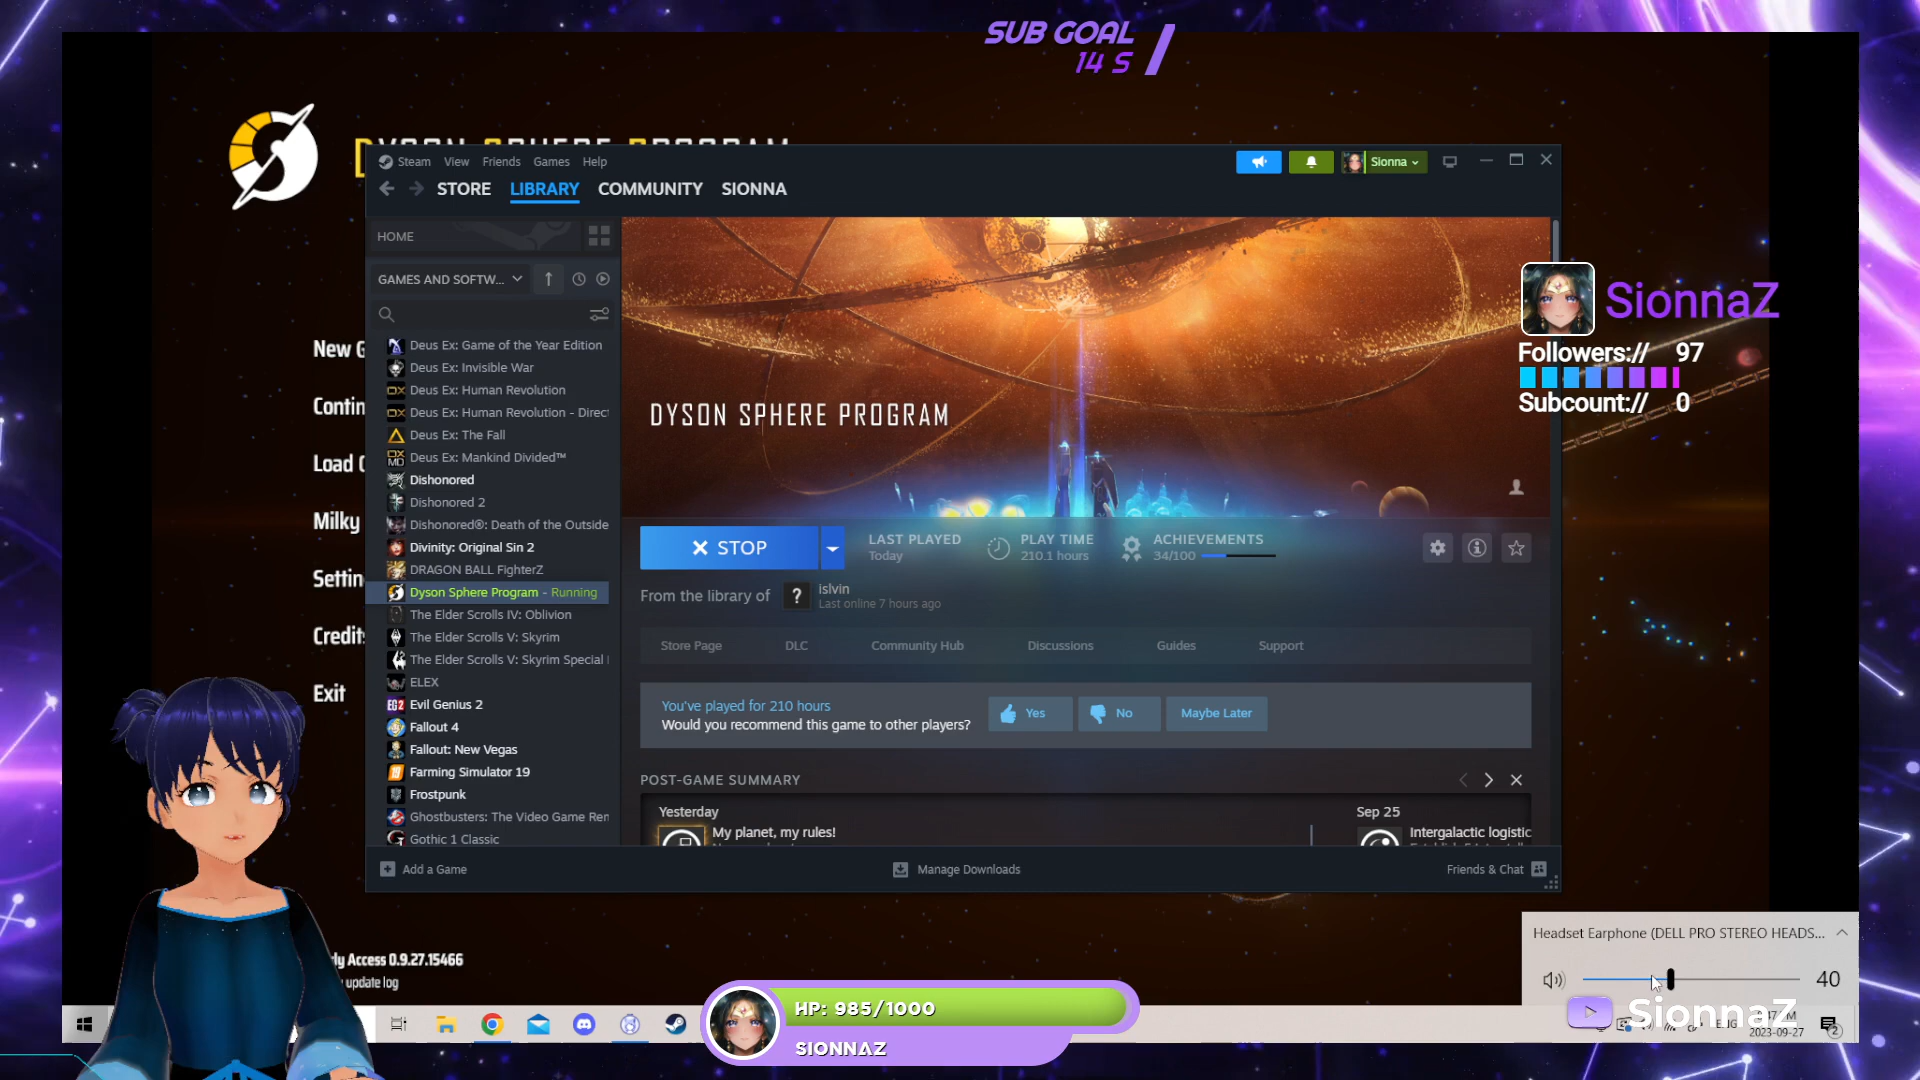 SUB GOAL
14 S
Steam View Friends Games Help
Sionna
STORE LIBRARY COMMUNITY SIONNA
HOME
GAMES AND SOFTW...
Deus Ex: Game of the Year Edition
Deus Ex: Invisible War
Deus Ex: Human Revolution
Deus Ex: Human Revolution - Direc
Deus Ex: The Fall
Deus Ex: Mankind Divided™
Dishonored
Dishonored 2
Dishonored®: Death of the Outside
Divinity: Original Sin 2
DRAGON BALL FighterZ
Dyson Sphere Program - Running
The Elder Scrolls IV: Oblivion
The Elder Scrolls V: Skyrim
The Elder Scrolls V: Skyrim Special
ELEX
Evil Genius 2
Fallout 4
Fallout: New Vegas
Farming Simulator 19
Frostpunk
Ghostbusters: The Video Game Rem
Gothic 1 Classic
Add a Game
DYSON SPHERE PROGRAM
STOP
LAST PLAYED
Today
PLAY TIME
210.1 hours
ACHIEVEMENTS
34/100
From the library of
?
islvin
Last online 7 hours ago
Store Page DLC Community Hub Discussions Guides Support
You've played for 210 hours
Would you recommend this game to other players?
Yes No Maybe Later
POST-GAME SUMMARY
Yesterday
My planet, my rules!
Sep 25
Intergalactic logistic
Manage Downloads
Friends & Chat
New G
Contin
Load G
Milky
Settin
Credit
Exit
ly Access 0.9.27.15466
update log
SionnaZ
Followers:// 97
Subcount:// 0
Headset Earphone (DELL PRO STEREO HEADS...
40
SionnaZ
2023-09-27
2
HP: 985/1000
SIONNAZ